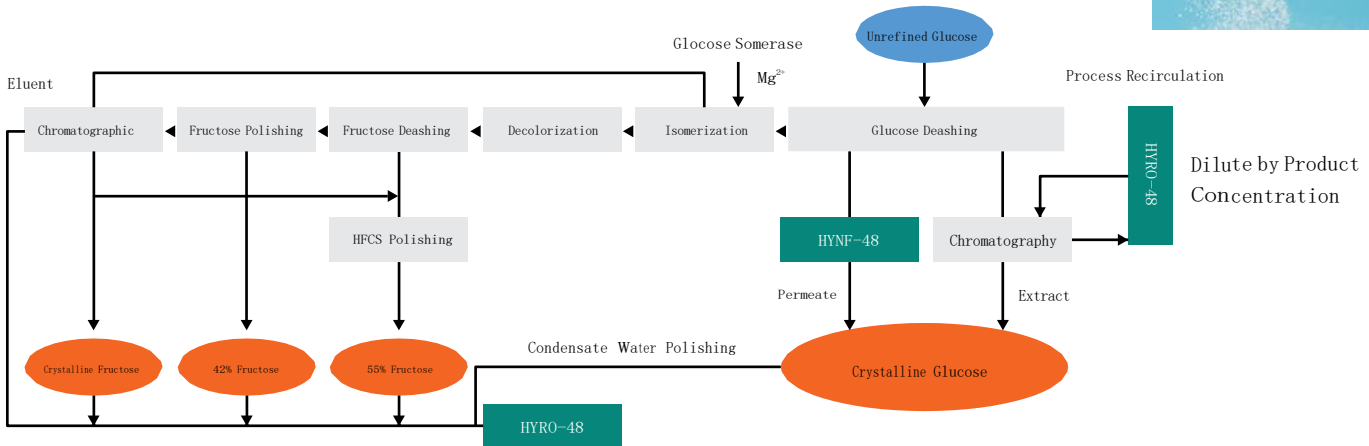 Unrefined Glucose
Glocose Somerase
Mg²⁺
Process Recirculation
Eluent
Chromatographic
Fructose Polishing
Fructose Deashing
Decolorization
Isomerization
Glucose Deashing
HYRO-48
Dilute by Product
Concentration
HFCS Polishing
HYNF-48
Chromatography
Permeate
Extract
Condensate Water Polishing
Crystalline Fructose
42% Fructose
55% Fructose
Crystalline Glucose
HYRO-48